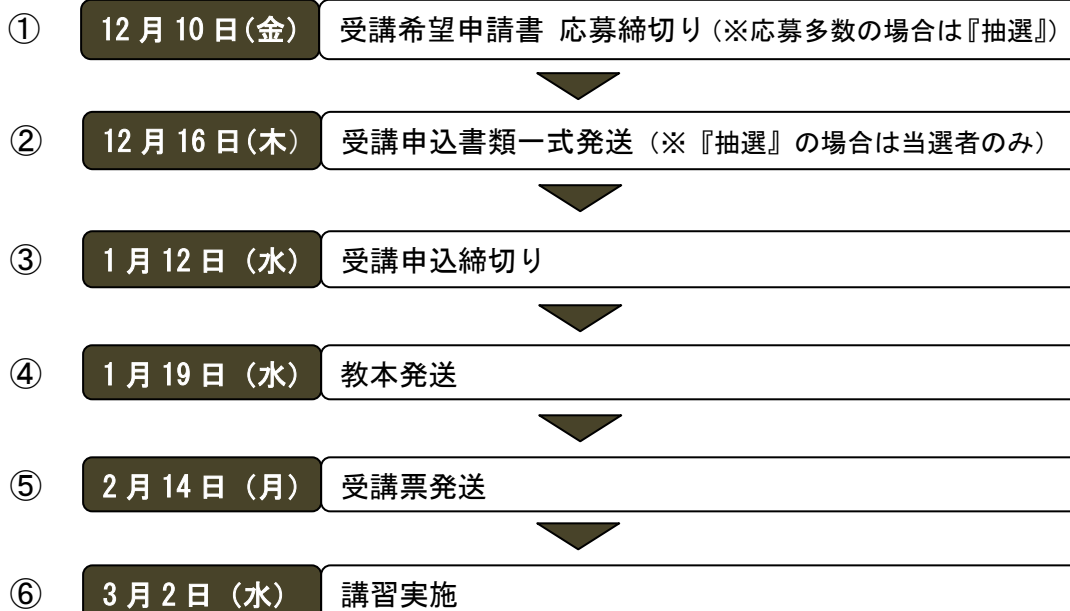 ① 12月10日(金) 受講希望申請書 応募締切り(※応募多数の場合は『抽選』)
② 12月16日(木) 受講申込書類一式発送(※『抽選』の場合は当選者のみ)
③ 1月12日(水) 受講申込締切り
④ 1月19日(水) 教本発送
⑤ 2月14日(月) 受講票発送
⑥ 3月2日(水) 講習実施